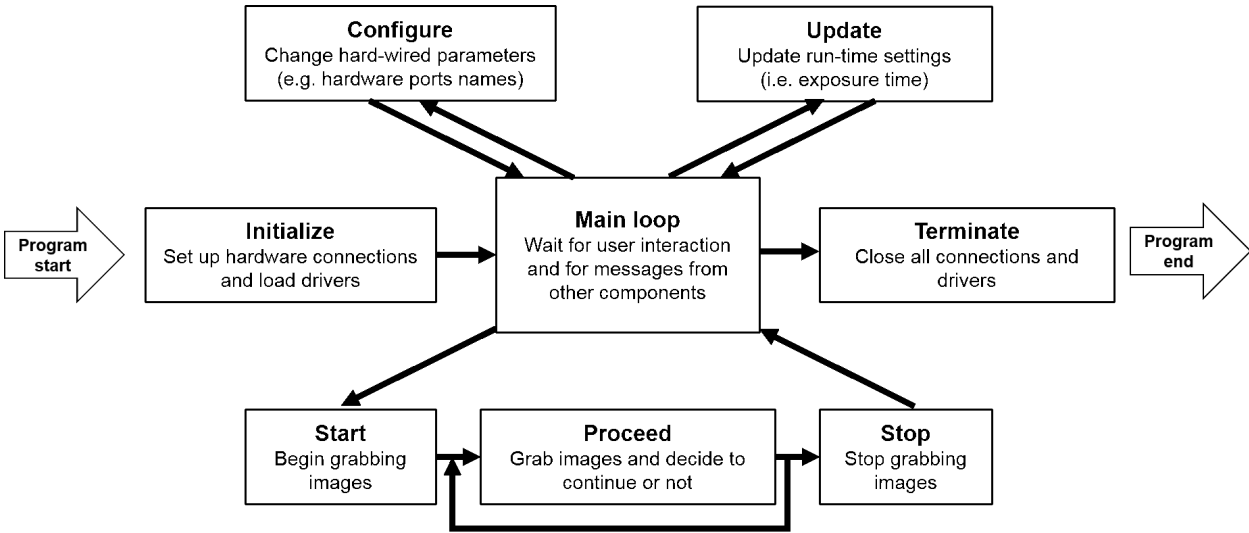 Configure
Change hard-wired parameters
(e.g. hardware ports names)
Update
Update run-time settings
(i.e. exposure time)
Program
start
Initialize
Set up hardware connections
and load drivers
Main loop
Wait for user interaction
and for messages from
other components
Terminate
Close all connections and
drivers
Program
end
Start
Begin grabbing
images
Proceed
Grab images and decide to
continue or not
Stop
Stop grabbing
images